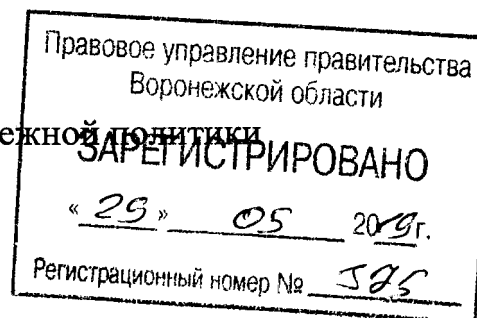 Правовое управление правительства
Воронежской области
ежной политики
ЗАРЕГИСТРИРОВАНО
«29» 05 2019г.
Регистрационный номер №